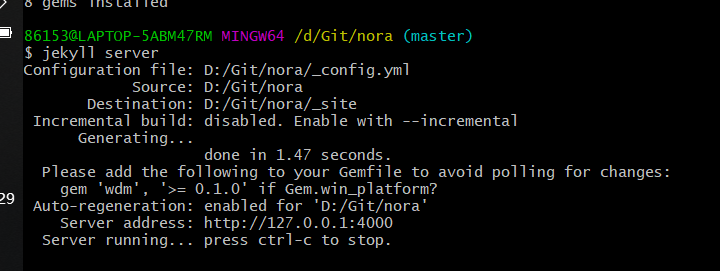 8 gems installed
86153@LAPTOP-5ABM47RM MINGW64 /d/Git/nora (master)
$ jekyll server
Configuration file: D:/Git/nora/_config.yml
Source: D:/Git/nora
Destination: D:/Git/nora/_site
Incremental build: disabled. Enable with --incremental
Generating...
done in 1.47 seconds.
Please add the following to your Gemfile to avoid polling for changes:
gem 'wdm', '>= 0.1.0' if Gem.win_platform?
29
Auto-regeneration: enabled for 'D:/Git/nora'
Server address: http://127.0.0.1:4000
Server running... press ctrl-c to stop.